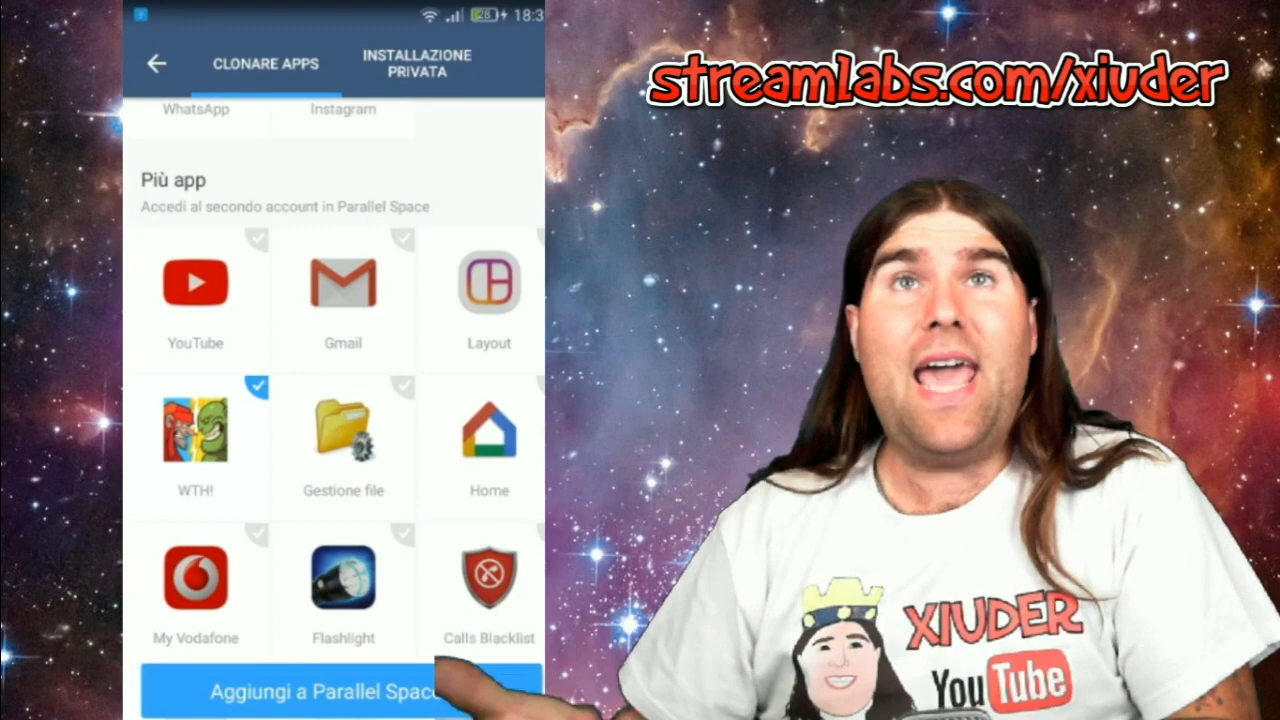 28
18:3
CLONARE APPS
INSTALLAZIONE
PRIVATA
WhatsApp
Instagram
Più app
Accedi al secondo account in Parallel Space
YouTube
Gmail
Layout
WTH!
Gestione file
Home
My Vodafone
Flashlight
Calls Blacklist
Aggiungi a Parallel Spac
streamlabs.com/xiuder
XIUDER
YouTube